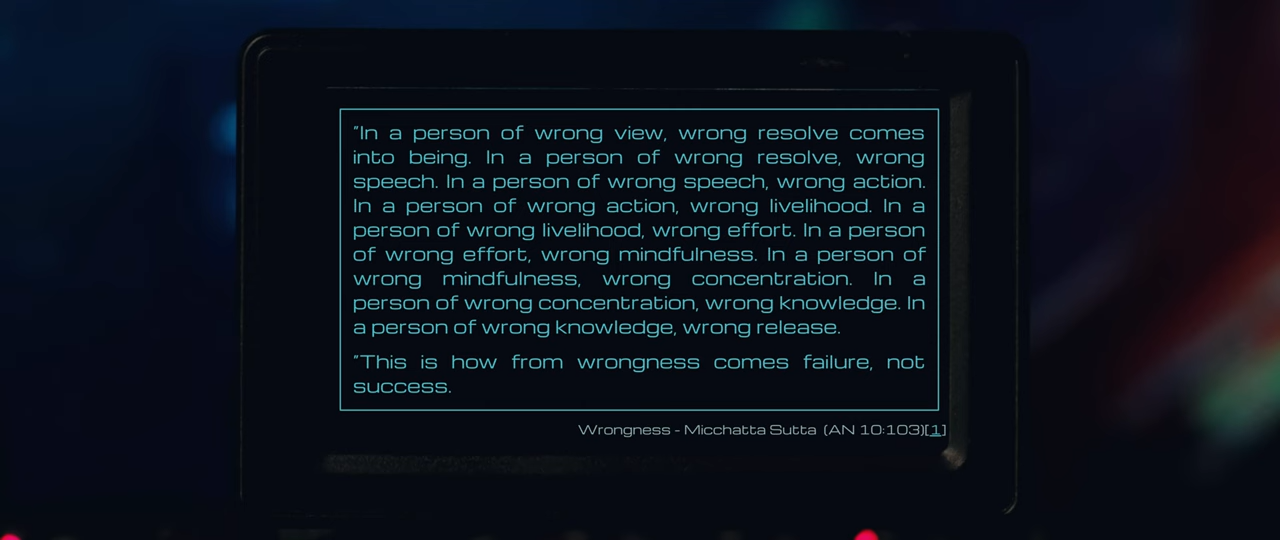 "In a person of wrong view, wrong resolve comes
into being. In a person of wrong resolve, wrong
speech. In a person of wrong speech, wrong action.
In a person of wrong action, wrong livelihood. In a
person of wrong livelihood, wrong effort. In a person
of wrong effort, wrong mindfulness. In a person of
wrong mindfulness, wrong concentration. In a
person of wrong concentration, wrong knowledge. In
a person of wrong knowledge, wrong release.
"This is how from wrongness comes failure, not
success.
Wrongness - Micchatta Sutta (AN 10:103)[1]